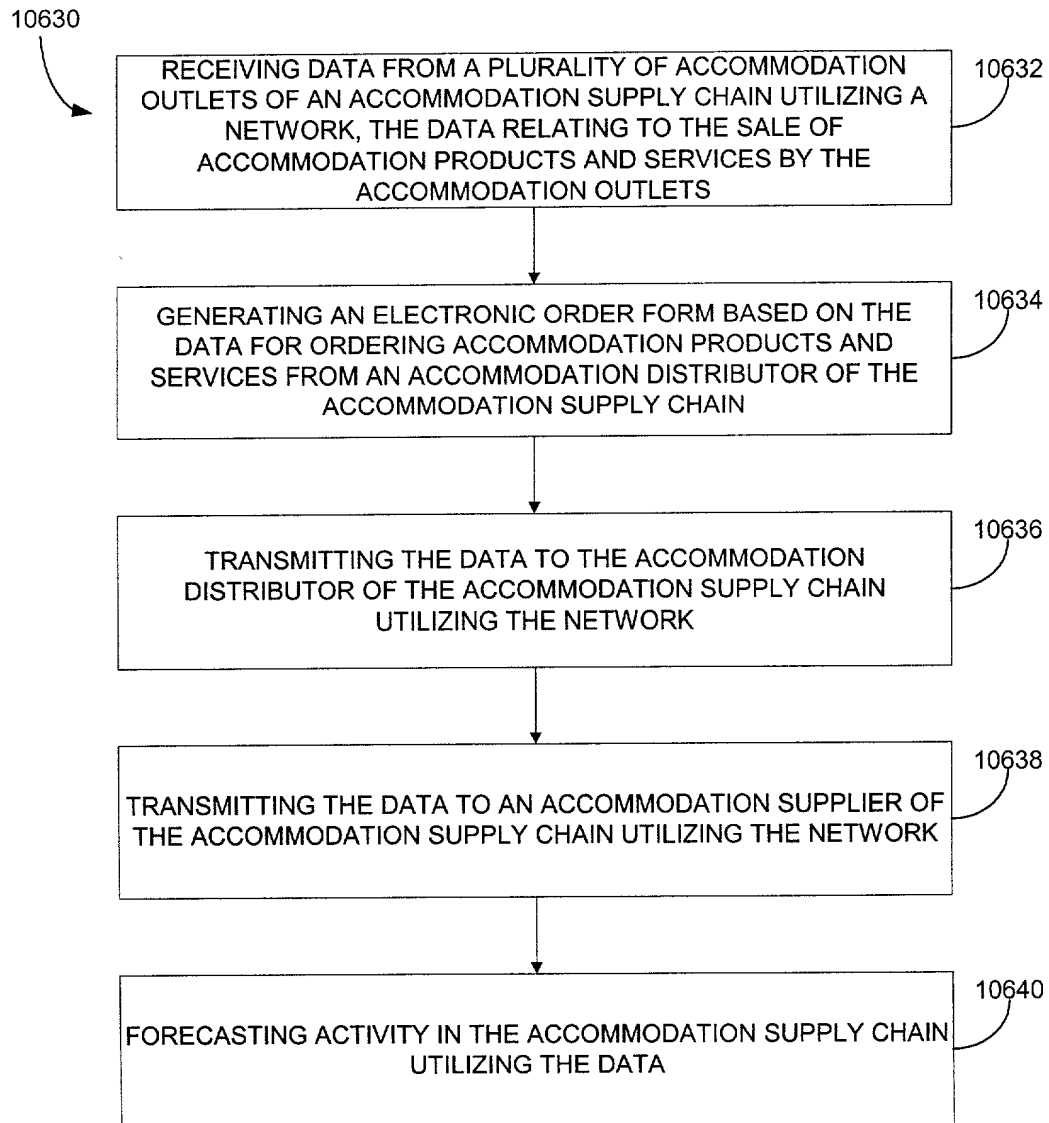 10630
RECEIVING DATA FROM A PLURALITY OF ACCOMMODATION
OUTLETS OF AN ACCOMMODATION SUPPLY CHAIN UTILIZING A
NETWORK, THE DATA RELATING TO THE SALE OF
ACCOMMODATION PRODUCTS AND SERVICES BY THE
ACCOMMODATION OUTLETS
10632
GENERATING AN ELECTRONIC ORDER FORM BASED ON THE
DATA FOR ORDERING ACCOMMODATION PRODUCTS AND
SERVICES FROM AN ACCOMMODATION DISTRIBUTOR OF THE
ACCOMMODATION SUPPLY CHAIN
10634
TRANSMITTING THE DATA TO THE ACCOMMODATION
DISTRIBUTOR OF THE ACCOMMODATION SUPPLY CHAIN
UTILIZING THE NETWORK
10636
TRANSMITTING THE DATA TO AN ACCOMMODATION SUPPLIER OF
THE ACCOMMODATION SUPPLY CHAIN UTILIZING THE NETWORK
10638
FORECASTING ACTIVITY IN THE ACCOMMODATION SUPPLY CHAIN
UTILIZING THE DATA
10640